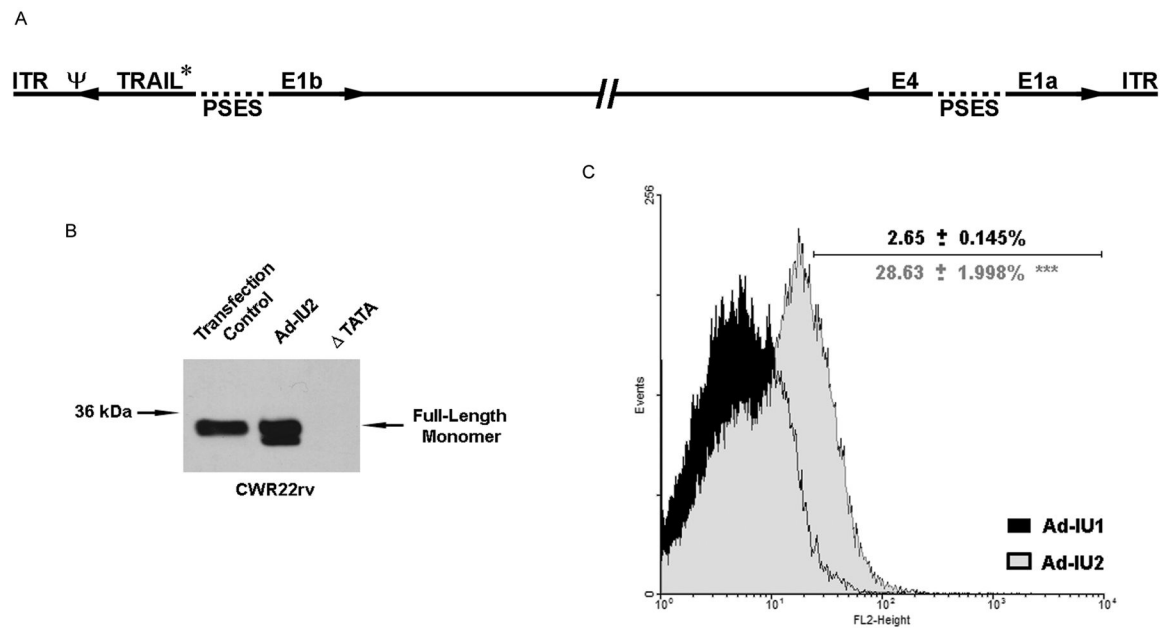 A
ITR Ψ TRAIL* E1b E4 E1a ITR
PSES PSES
B
Transfection
Control
Ad-IU2
Δ TATA
36 kDa
Full-Length
Monomer
CWR22rv
C
256
2.65 ± 0.145%
28.63 ± 1.998% ***
Events
Ad-IU1
Ad-IU2
0
10⁰ 10¹ 10² 10³ 10⁴
FL2-Height